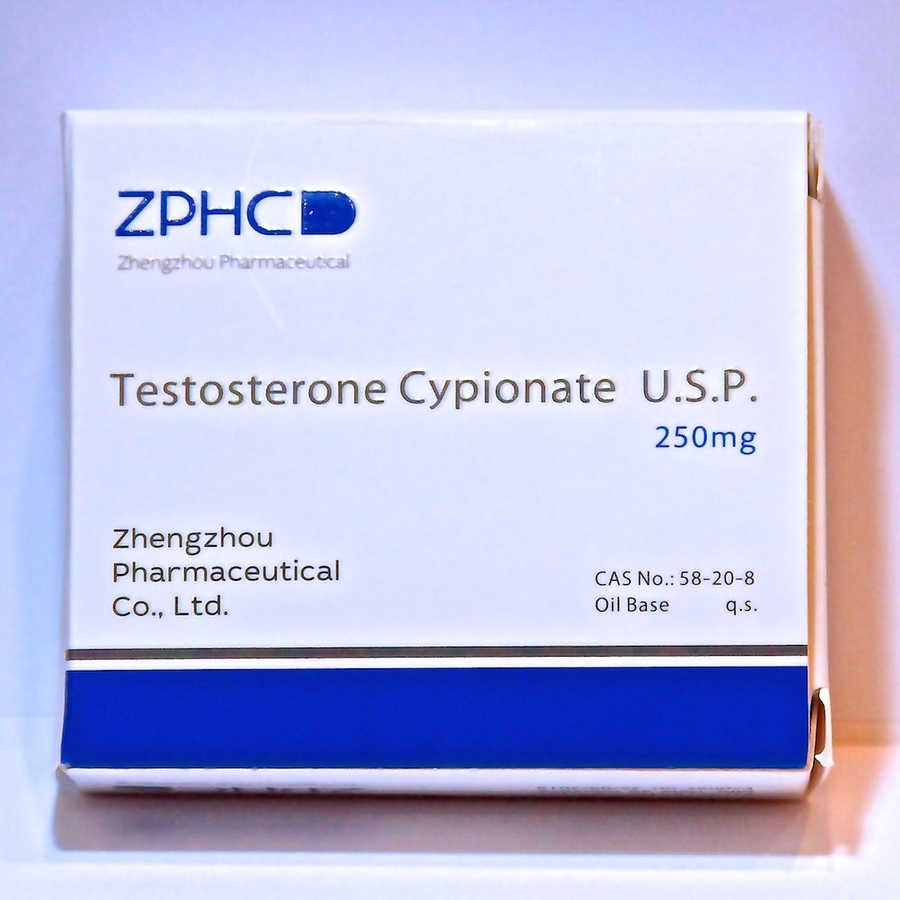 ZPHC
Zhengzhou Pharmaceutical
Testosterone Cypionate U.S.P.
250mg
Zhengzhou
Pharmaceutical
Co., Ltd.
CAS No.: 58-20-8
Oil Base q.s.